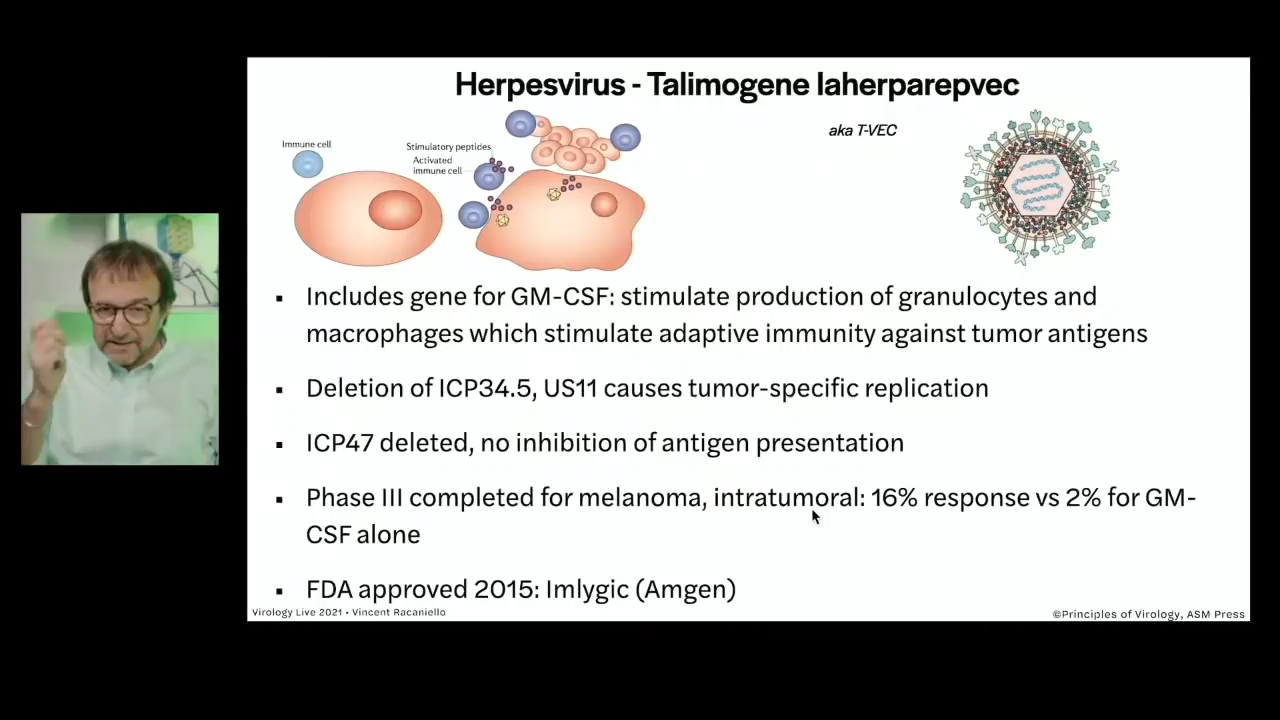 Herpesvirus - Talimogene laherparepvec
aka T-VEC
Immune cell
Stimulatory peptides
Activated
immune cell
▪ Includes gene for GM-CSF: stimulate production of granulocytes and
macrophages which stimulate adaptive immunity against tumor antigens
▪ Deletion of ICP34.5, US11 causes tumor-specific replication
▪ ICP47 deleted, no inhibition of antigen presentation
▪ Phase III completed for melanoma, intratumoral: 16% response vs 2% for GM-
CSF alone
▪ FDA approved 2015: Imlygic (Amgen)
Virology Live 2021 • Vincent Racaniello
©Principles of Virology, ASM Press